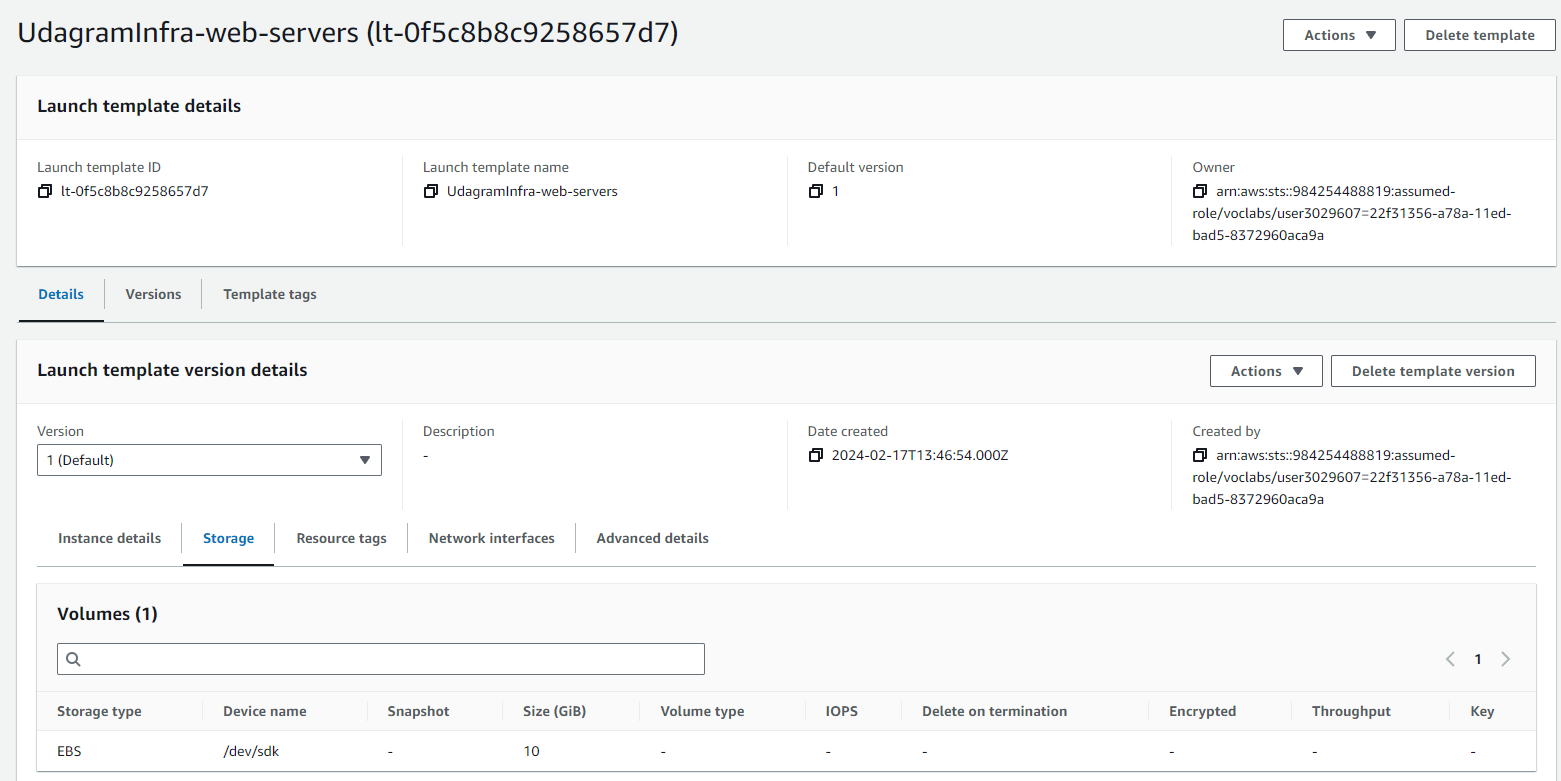 UdagramInfra-web-servers (lt-0f5c8b8c9258657d7)
Actions
Delete template
Launch template details
Launch template ID
lt-0f5c8b8c9258657d7
Launch template name
UdagramInfra-web-servers
Default version
1
Owner
arn:aws:sts::984254488819:assumed-
role/voclabs/user3029607=22f31356-a78a-11ed-
bad5-8372960aca9a
Details
Versions
Template tags
Launch template version details
Actions
Delete template version
Version
1 (Default)
Description
-
Date created
2024-02-17T13:46:54.000Z
Created by
arn:aws:sts::984254488819:assumed-
role/voclabs/user3029607=22f31356-a78a-11ed-
bad5-8372960aca9a
Instance details
Storage
Resource tags
Network interfaces
Advanced details
Volumes (1)
1
Storage type Device name Snapshot Size (GiB) Volume type IOPS Delete on termination Encrypted Throughput Key
EBS /dev/sdk - 10 - - - - - -